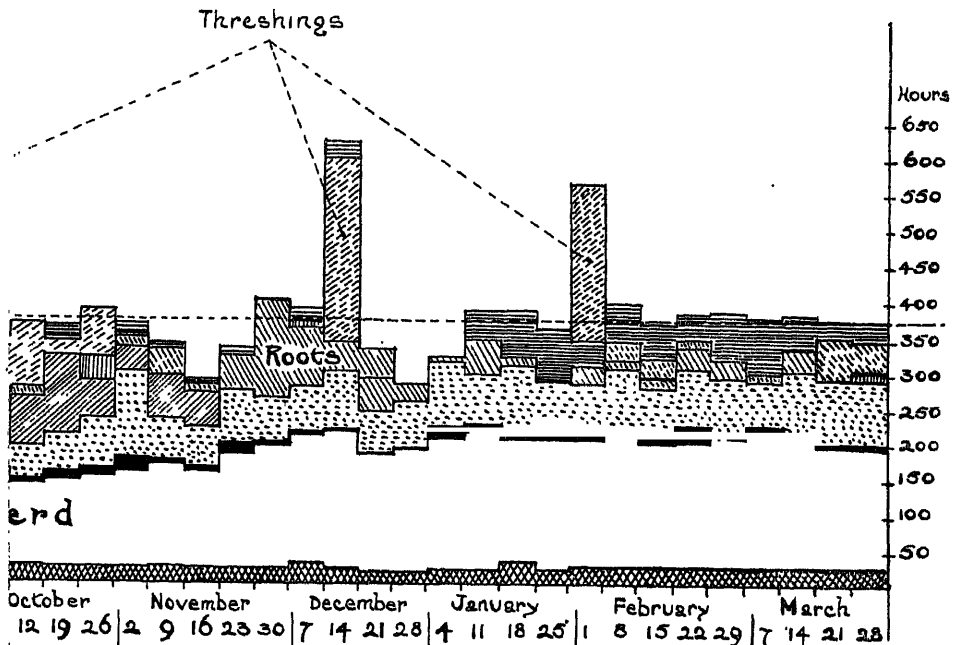 Threshings
Hours
650
600
550
500
450
400
350
300
250
200
150
100
50
Roots
erd
October November December January February March
12 19 26 2 9 16 23 30 7 14 21 28 4 11 18 25 1 8 15 22 29 7 14 21 28